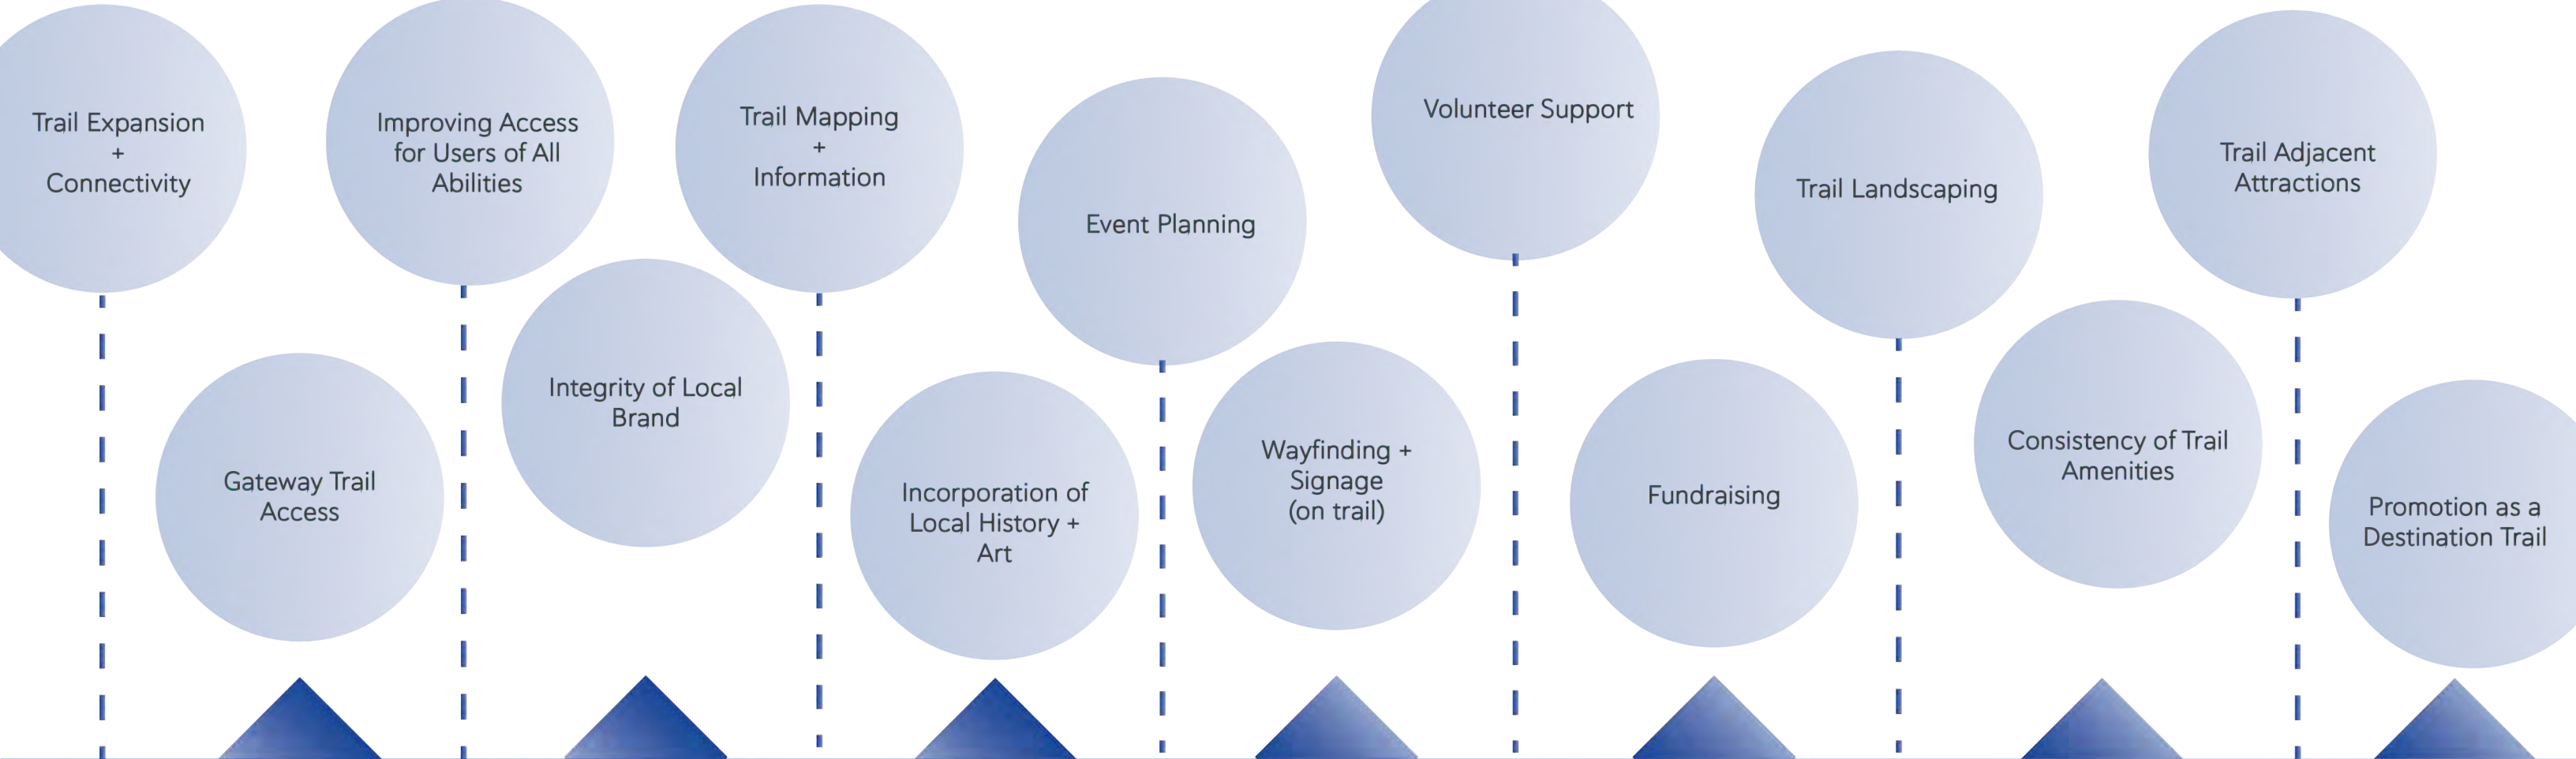 Trail Expansion
+
Connectivity
Gateway Trail
Access
Improving Access
for Users of All
Abilities
Integrity of Local
Brand
Trail Mapping
+
Information
Incorporation of
Local History +
Art
Event Planning
Wayfinding +
Signage
(on trail)
Volunteer Support
Fundraising
Trail Landscaping
Consistency of Trail
Amenities
Trail Adjacent
Attractions
Promotion as a
Destination Trail